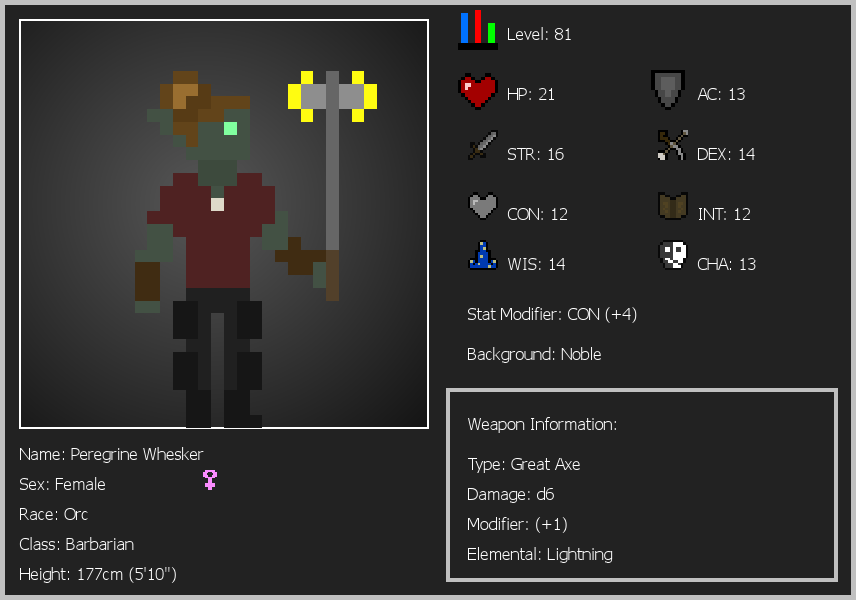 Level: 81
HP: 21
AC: 13
STR: 16
DEX: 14
CON: 12
INT: 12
WIS: 14
CHA: 13
Stat Modifier: CON (+4)
Background: Noble
Weapon Information:
Type: Great Axe
Damage: d6
Modifier: (+1)
Elemental: Lightning
Name: Peregrine Whesker
Sex: Female
Race: Orc
Class: Barbarian
Height: 177cm (5'10")